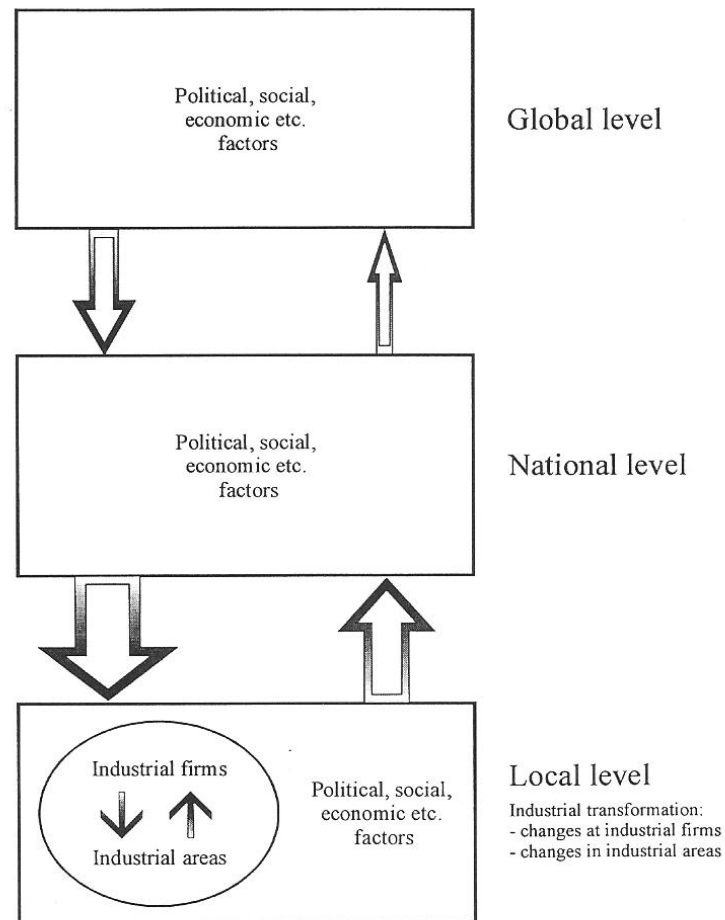 Political, social,
economic etc.
factors
Global level
Political, social,
economic etc.
factors
National level
Industrial firms
Industrial areas
Political, social,
economic etc.
factors
Local level
Industrial transformation:
- changes at industrial firms
- changes in industrial areas